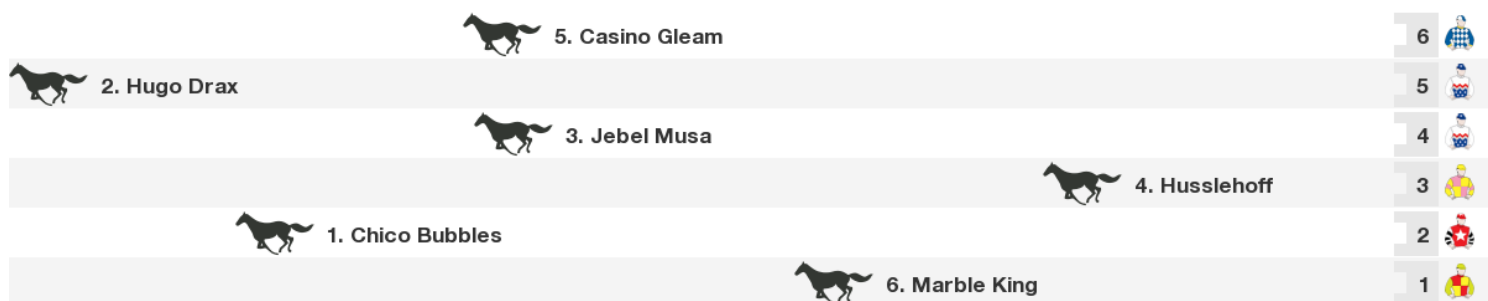 5. Casino Gleam 6
2. Hugo Drax 5
3. Jebel Musa 4
4. Husslehoff 3
1. Chico Bubbles 2
6. Marble King 1